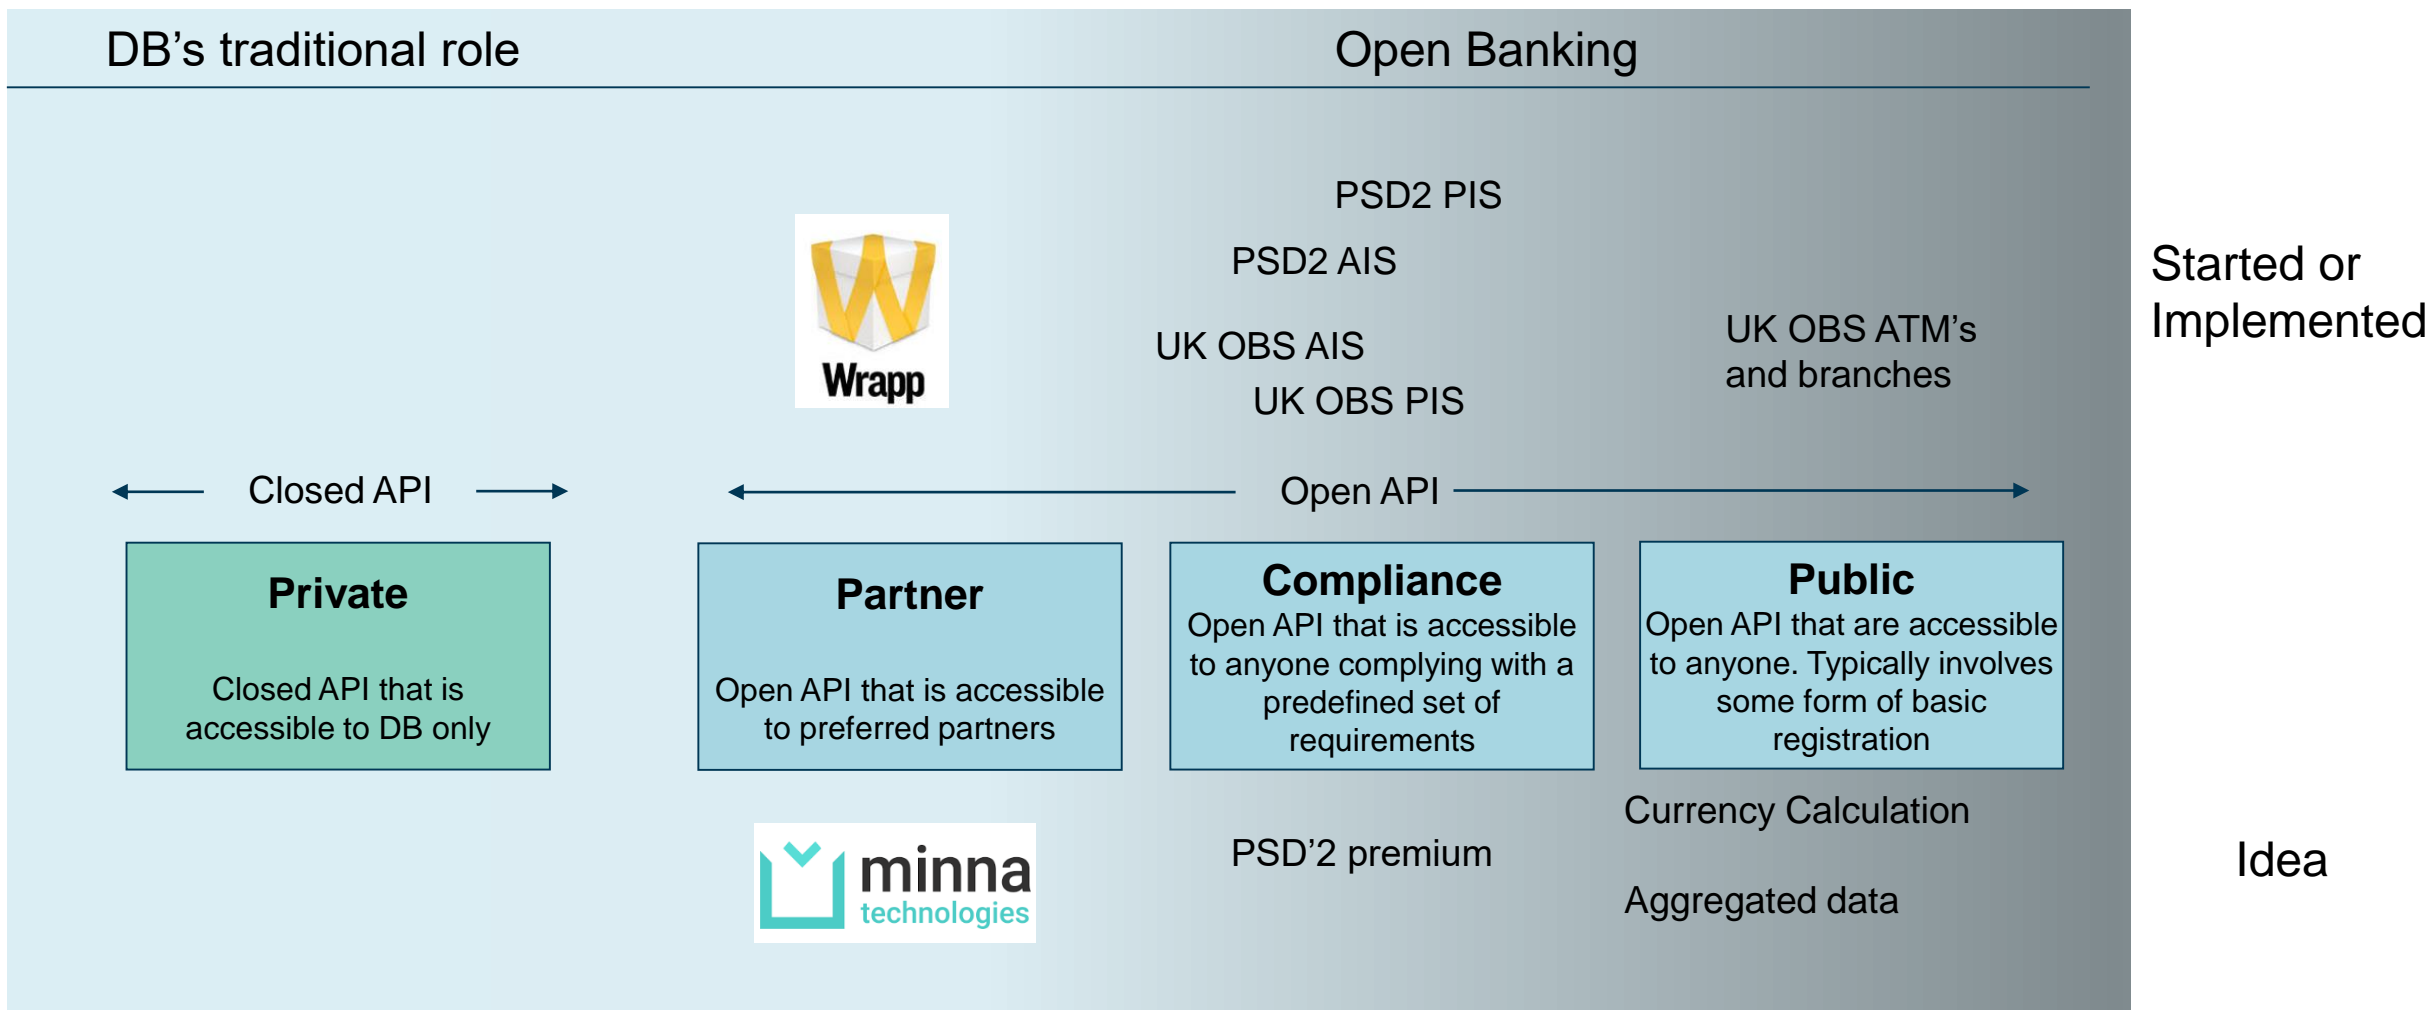 DB's traditional role
Open Banking
PSD2 PIS
PSD2 AIS
UK OBS AIS
UK OBS PIS
UK OBS ATM's
and branches
Wrapp
Started or
Implemented
Closed API
Open API
Private
Closed API that is
accessible to DB only
Partner
Open API that is accessible
to preferred partners
Compliance
Open API that is accessible
to anyone complying with a
predefined set of
requirements
Public
Open API that are accessible
to anyone. Typically involves
some form of basic
registration
minna
technologies
PSD'2 premium
Currency Calculation
Aggregated data
Idea